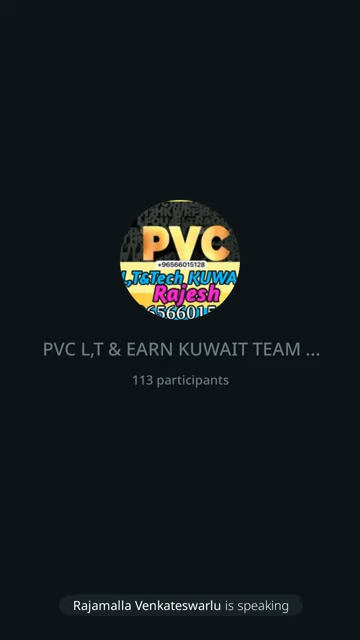 PVC
+96566015128
L,T&Tech KUWA
Rajesh
PVC L,T & EARN KUWAIT TEAM ...
113 participants
Rajamalla Venkateswarlu is speaking